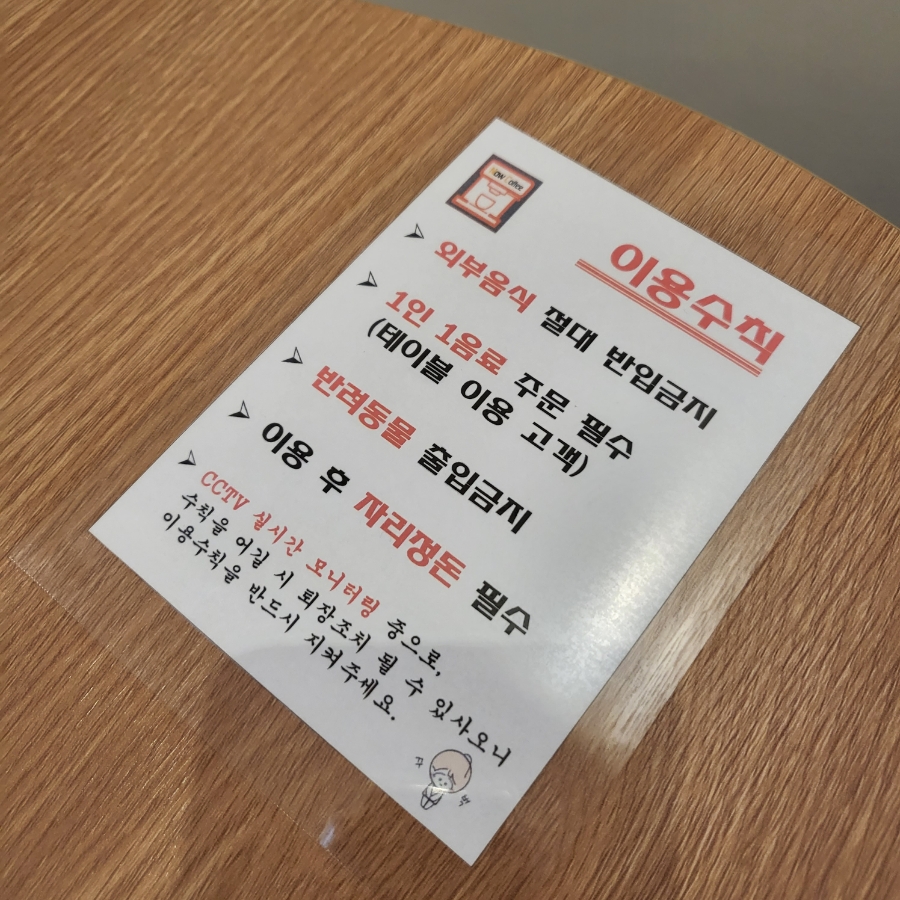 이용수칙
외부음식 절대 반입금지
1인 1음료 주문 필수
(테이블 이용 고객)
반려동물 출입금지
이용 후 자리정돈 필수
CCTV 실시간 모니터링 중으로,
수칙을 어길 시 퇴장조치 될 수 있사오니
이용수칙을 반드시 지켜주세요.
꾸 벅